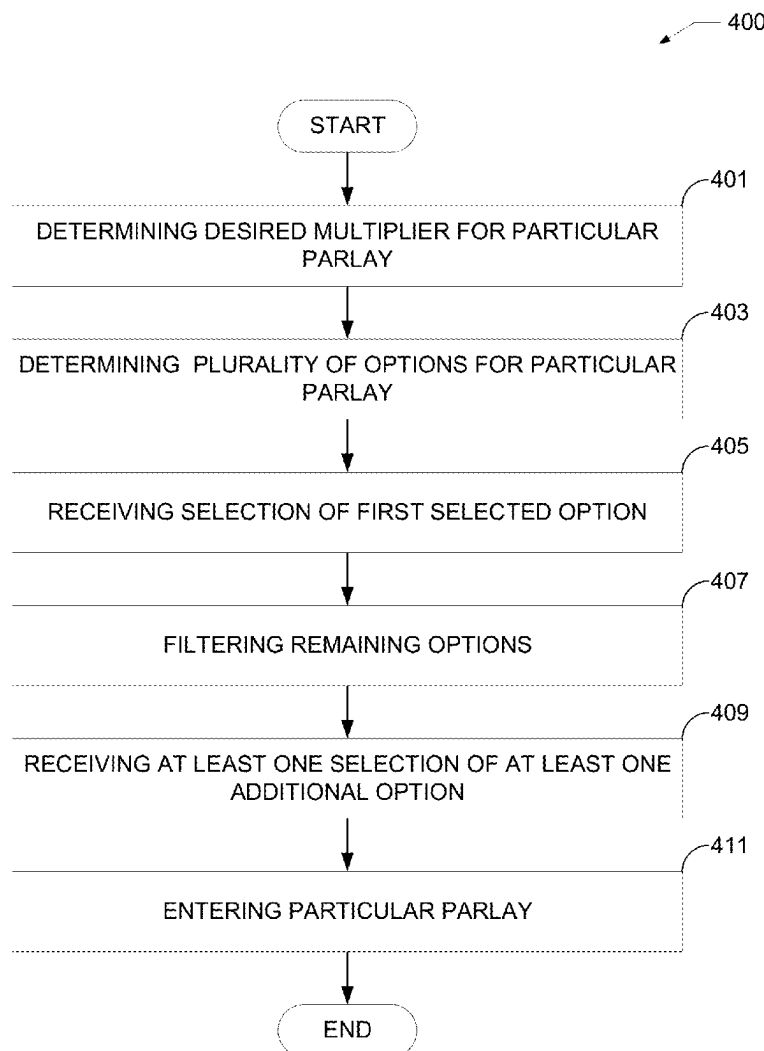 400
START
401
DETERMINING DESIRED MULTIPLIER FOR PARTICULAR
PARLAY
403
DETERMINING PLURALITY OF OPTIONS FOR PARTICULAR
PARLAY
405
RECEIVING SELECTION OF FIRST SELECTED OPTION
407
FILTERING REMAINING OPTIONS
409
RECEIVING AT LEAST ONE SELECTION OF AT LEAST ONE
ADDITIONAL OPTION
411
ENTERING PARTICULAR PARLAY
END